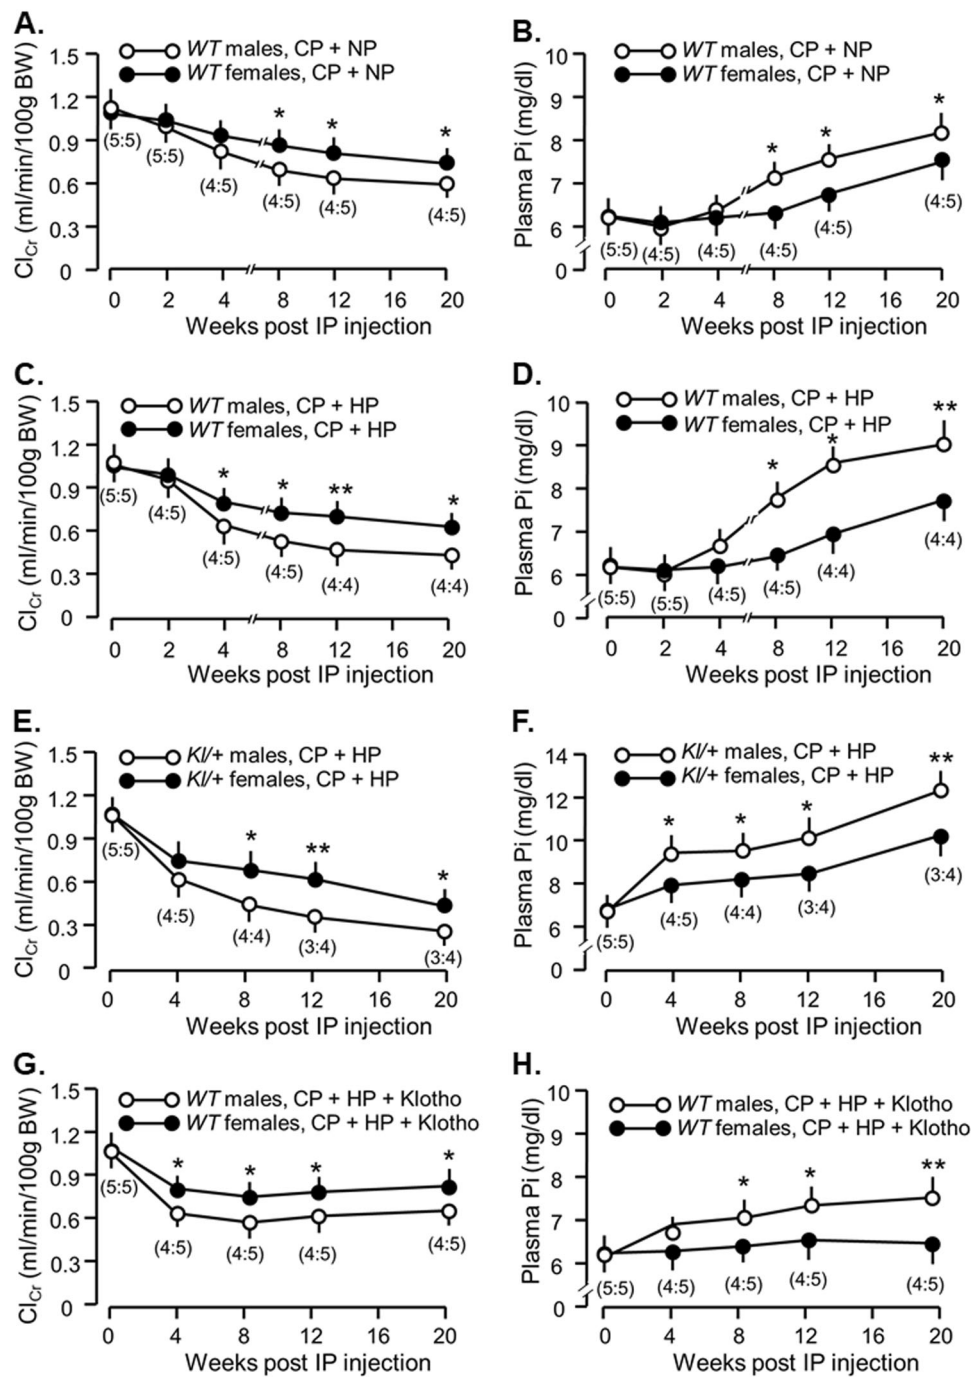 A.
WT males, CP + NP
WT females, CP + NP
Cl_Cr (ml/min/100g BW)
1.5
1.2
0.9
0.6
0.3
0
* * *
(5:5) (5:5) (4:5) (4:5) (4:5) (4:5)
0 2 4 8 12 16 20
Weeks post IP injection
B.
WT males, CP + NP
WT females, CP + NP
Plasma Pi (mg/dl)
10
9
8
7
6
0
* * *
(5:5) (4:5) (4:5) (4:5) (4:5) (4:5)
0 2 4 8 12 16 20
Weeks post IP injection
C.
WT males, CP + HP
WT females, CP + HP
Cl_Cr (ml/min/100g BW)
1.5
1.2
0.9
0.6
0.3
0
* * ** *
(5:5) (4:5) (4:5) (4:5) (4:4) (4:4)
0 2 4 8 12 16 20
Weeks post IP injection
D.
WT males, CP + HP
WT females, CP + HP
Plasma Pi (mg/dl)
10
9
8
7
6
0
* * **
(5:5) (5:5) (4:5) (4:5) (4:4) (4:4)
0 2 4 8 12 16 20
Weeks post IP injection
E.
Kl/+ males, CP + HP
Kl/+ females, CP + HP
Cl_Cr (ml/min/100g BW)
1.5
1.2
0.9
0.6
0.3
0
* ** *
(5:5) (4:5) (4:4) (3:4) (3:4)
0 4 8 12 16 20
Weeks post IP injection
F.
Kl/+ males, CP + HP
Kl/+ females, CP + HP
Plasma Pi (mg/dl)
14
12
10
8
6
0
* * * **
(5:5) (4:5) (4:4) (3:4) (3:4)
0 4 8 12 16 20
Weeks post IP injection
G.
WT males, CP + HP + Klotho
WT females, CP + HP + Klotho
Cl_Cr (ml/min/100g BW)
1.5
1.2
0.9
0.6
0.3
0
* * * *
(5:5) (4:5) (4:5) (4:5) (4:5)
0 4 8 12 16 20
Weeks post IP injection
H.
WT males, CP + HP + Klotho
WT females, CP + HP + Klotho
Plasma Pi (mg/dl)
10
9
8
7
6
0
* * **
(5:5) (4:5) (4:5) (4:5) (4:5)
0 4 8 12 16 20
Weeks post IP injection